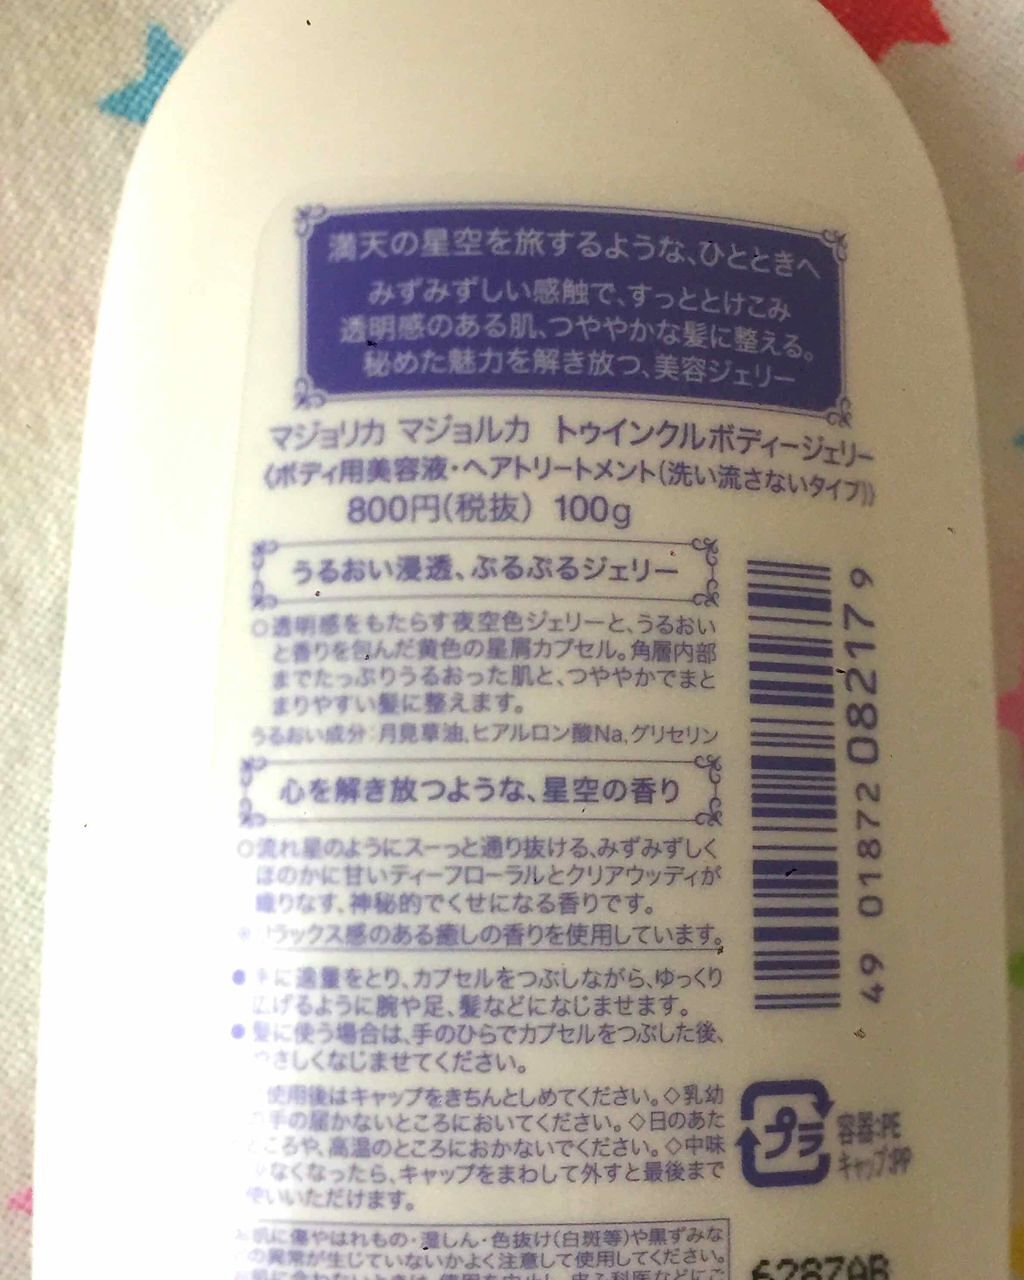 満天の星空を旅するような、ひとときへ
みずみずしい感触で、すっととけこみ
透明感のある肌、つややかな髪に整える。
秘めた魅力を解き放つ、美容ジェリー
マジョリカ マジョルカ トゥインクルボディージェリー
《ボディ用美容液・ヘアトリートメント(洗い流さないタイプ)》
800円(税抜) 100g
うるおい浸透、ぷるぷるジェリー
○透明感をもたらす夜空色ジェリーと、うるおい
と香りを包んだ黄色の星屑カプセル。角層内部
までたっぷりうるおった肌と、つややかでまと
まりやすい髪に整えます。
うるおい成分:月見草油,ヒアルロン酸Na,グリセリン
心を解き放つような、星空の香り
○流れ星のようにスーっと通り抜ける、みずみずしく
ほのかに甘いティーフローラルとクリアウッディが
織りなす、神秘的でくせになる香りです。
※リラックス感のある癒しの香りを使用しています。
●手に適量をとり、カプセルをつぶしながら、ゆっくり
広げるように腕や足、髪などになじませます。
●髪に使う場合は、手のひらでカプセルをつぶした後、
やさしくなじませてください。
使用後はキャップをきちんとしめてください。◇乳幼
手の届かないところにおいてください。◇日のあた
ところや、高温のところにおかないでください。◇中味
なくなったら、キャップをまわして外すと最後まで
使いいただけます。
お肌に傷やはれもの・湿しん・色抜け(白斑等)や黒ずみな
の異常が生じていないかよく注意して使用してください。
49 01872 082179
プラ
容器:PE
キャップ:PP
6287AB